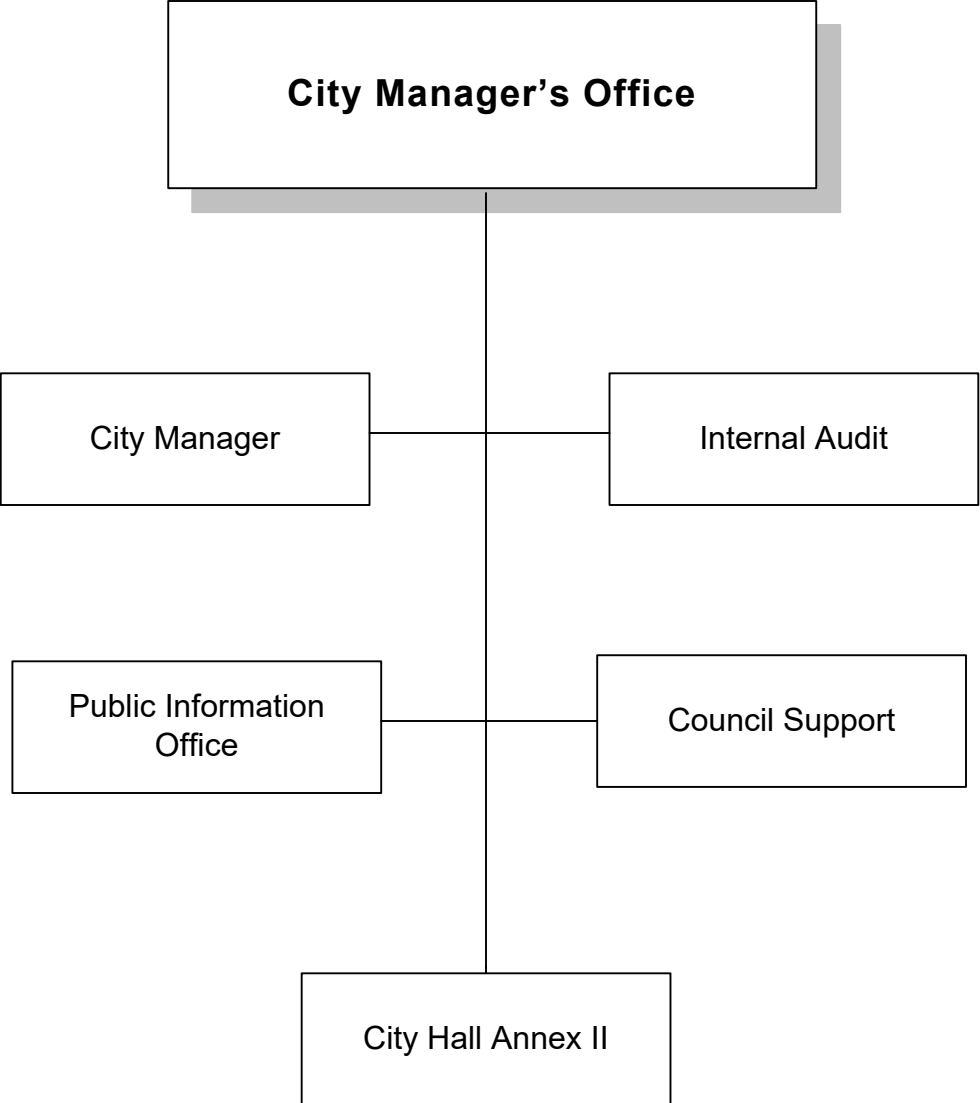 City Manager’s Office
City Manager
Internal Audit
Public Information
Office
Council Support
City Hall Annex II